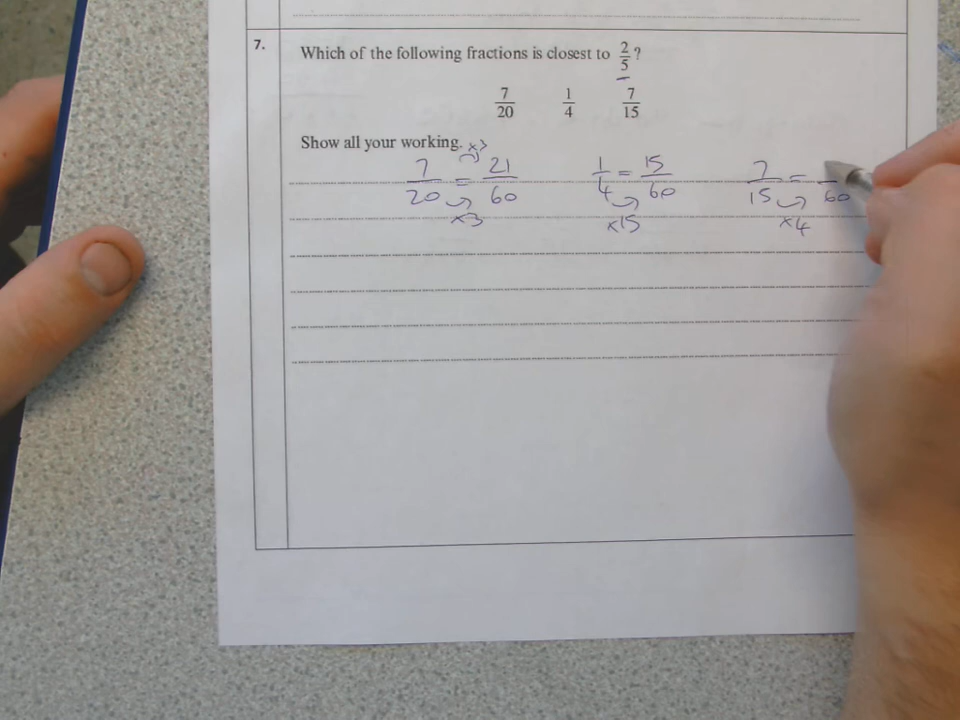 7.
Which of the following fractions is closest to 2/5 ?
7/20 1/4 7/15
Show all your working. ×3
7/20 = 21/60 1/4 = 15/60 7/15 = /60
×3 ×15 ×4